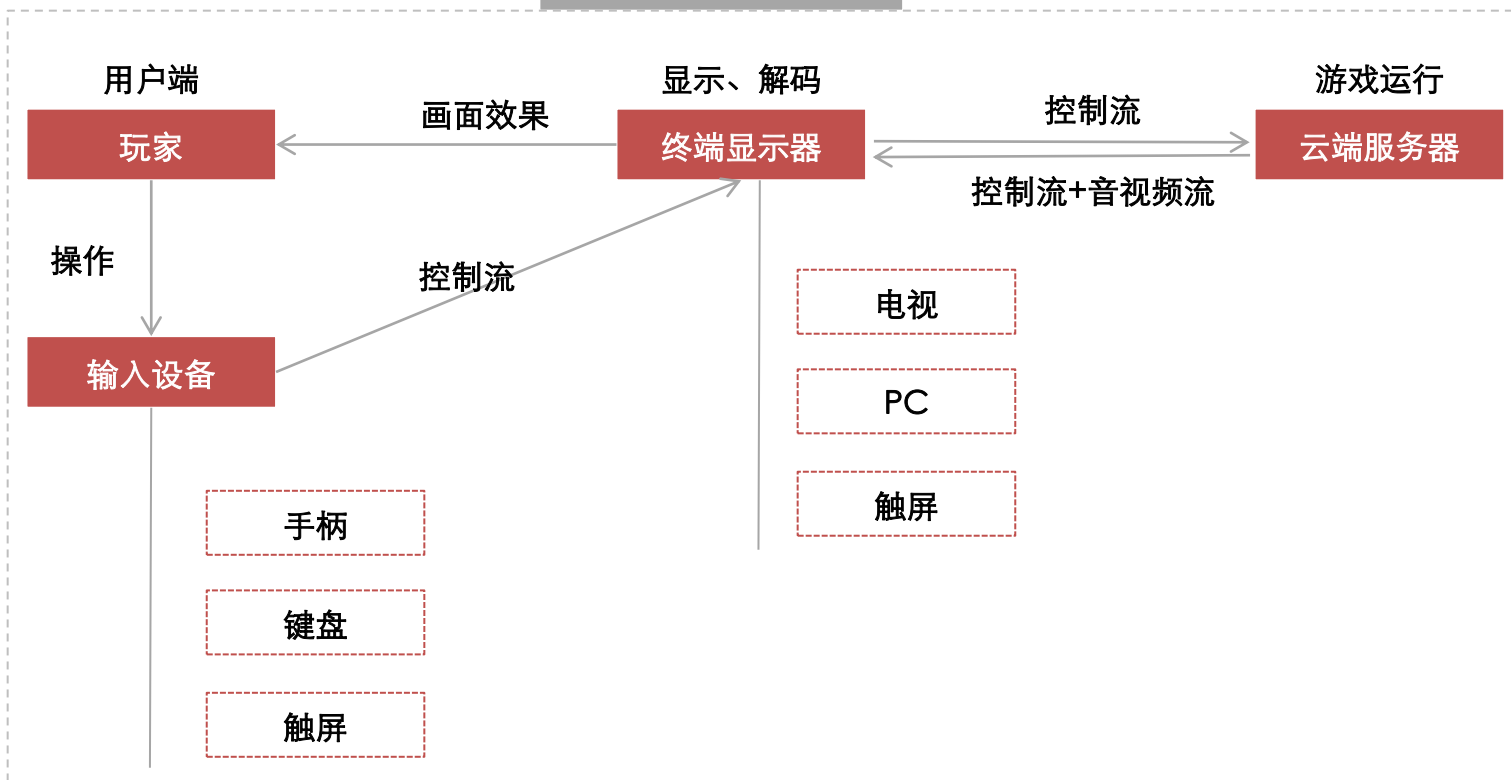 用户端
显示、解码
游戏运行
玩家
画面效果
终端显示器
控制流
云端服务器
控制流+音视频流
操作
控制流
输入设备
电视
PC
触屏
手柄
键盘
触屏